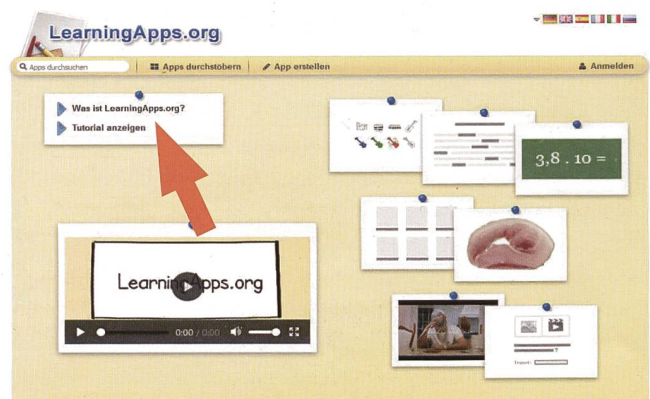 LearningApps.org
Apps durchsuchen
Apps durchstöbern
App erstellen
Anmelden
Was ist LearningApps.org?
Tutorial anzeigen
3,8 . 10 =
LearningApps.org
0:00 / 0:00
?
Input: